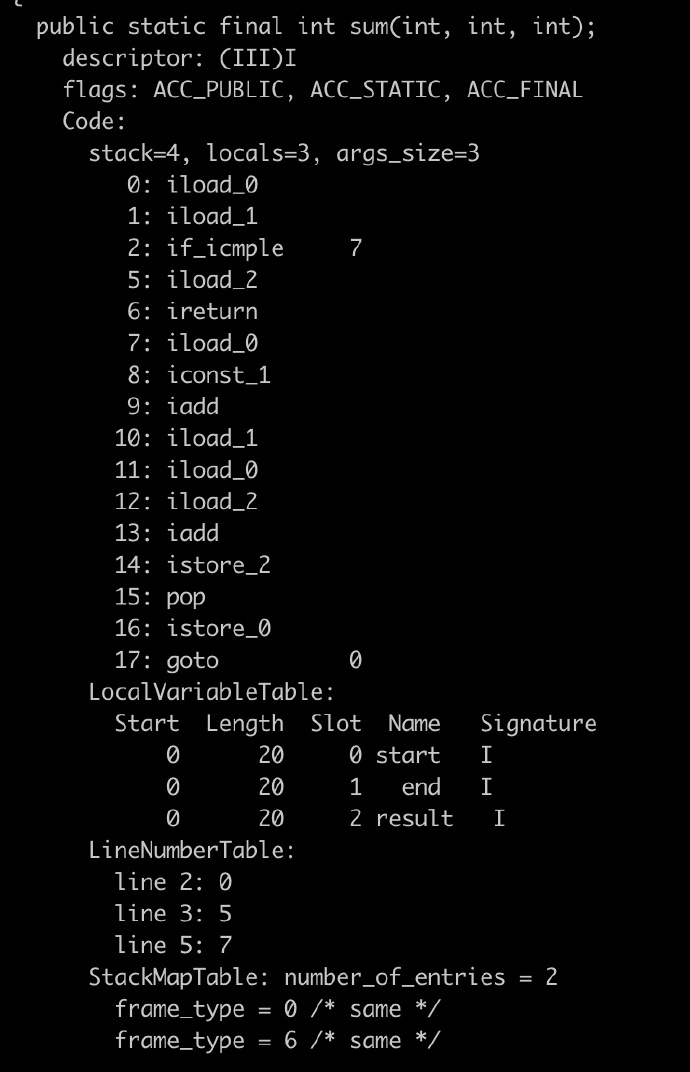 {
  public static final int sum(int, int, int);
    descriptor: (III)I
    flags: ACC_PUBLIC, ACC_STATIC, ACC_FINAL
    Code:
      stack=4, locals=3, args_size=3
         0: iload_0
         1: iload_1
         2: if_icmple     7
         5: iload_2
         6: ireturn
         7: iload_0
         8: iconst_1
         9: iadd
        10: iload_1
        11: iload_0
        12: iload_2
        13: iadd
        14: istore_2
        15: pop
        16: istore_0
        17: goto          0
      LocalVariableTable:
        Start  Length  Slot  Name   Signature
            0      20     0 start   I
            0      20     1   end   I
            0      20     2 result   I
      LineNumberTable:
        line 2: 0
        line 3: 5
        line 5: 7
      StackMapTable: number_of_entries = 2
        frame_type = 0 /* same */
        frame_type = 6 /* same */